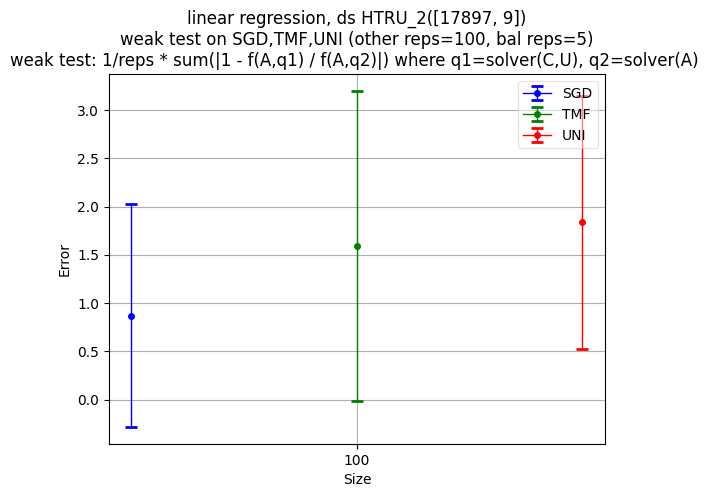 linear regression, ds HTRU_2([17897, 9])
weak test on SGD,TMF,UNI (other reps=100, bal reps=5)
weak test: 1/reps * sum(|1 - f(A,q1) / f(A,q2)|) where q1=solver(C,U), q2=solver(A)
SGD
TMF
UNI
3.0
2.5
2.0
1.5
1.0
0.5
0.0
Error
100
Size